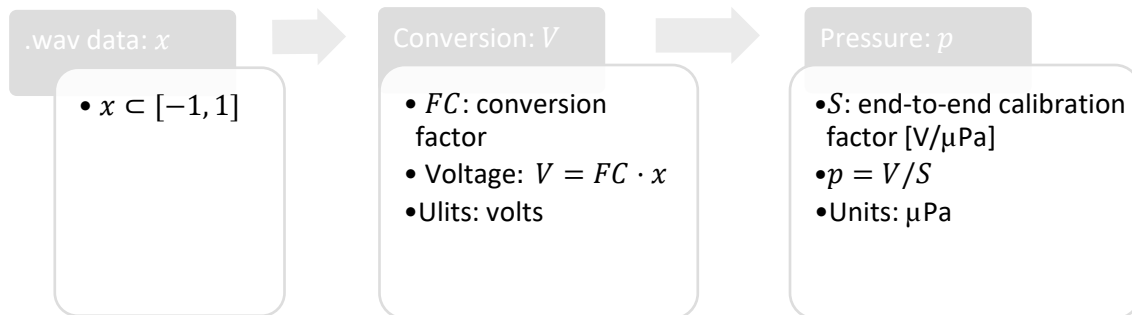 .wav data: x
• x ⊂ [−1, 1]
Conversion: V
• FC: conversion
factor
• Voltage: V = FC · x
•Ulits: volts
Pressure: p
•S: end-to-end calibration
factor [V/μPa]
•p = V/S
•Units: μPa